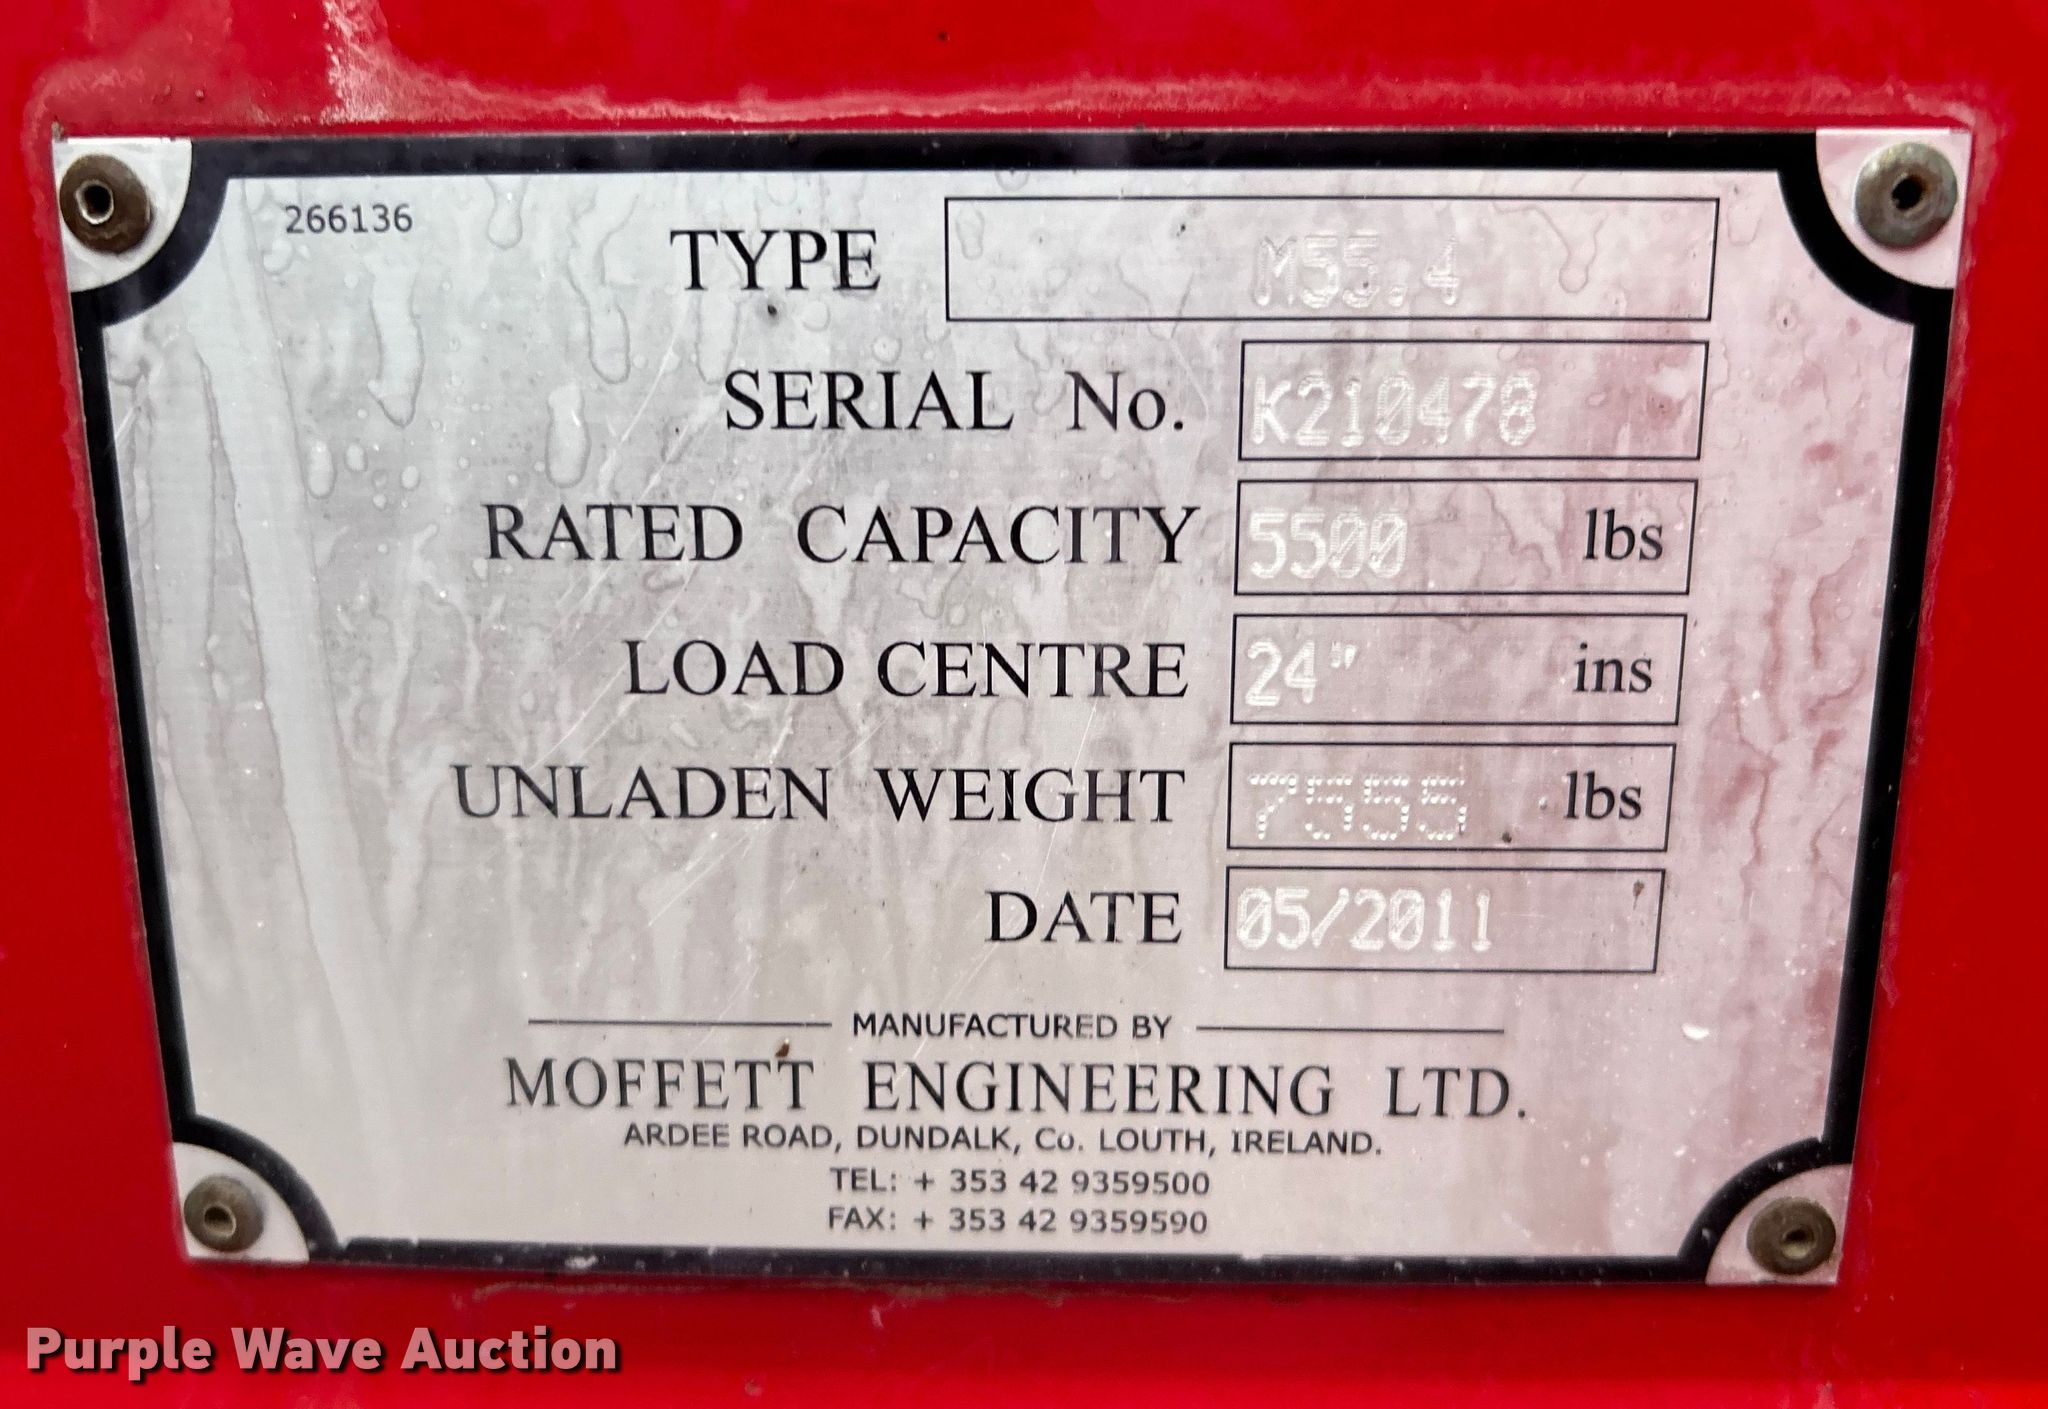 266136
TYPE M55.4
SERIAL No. K210478
RATED CAPACITY 5500 lbs
LOAD CENTRE 24" ins
UNLADEN WEIGHT 7555 lbs
DATE 05/2011
MANUFACTURED BY
MOFFETT ENGINEERING LTD.
ARDEE ROAD, DUNDALK, Co. LOUTH, IRELAND.
TEL: + 353 42 9359500
FAX: + 353 42 9359590
Purple Wave Auction